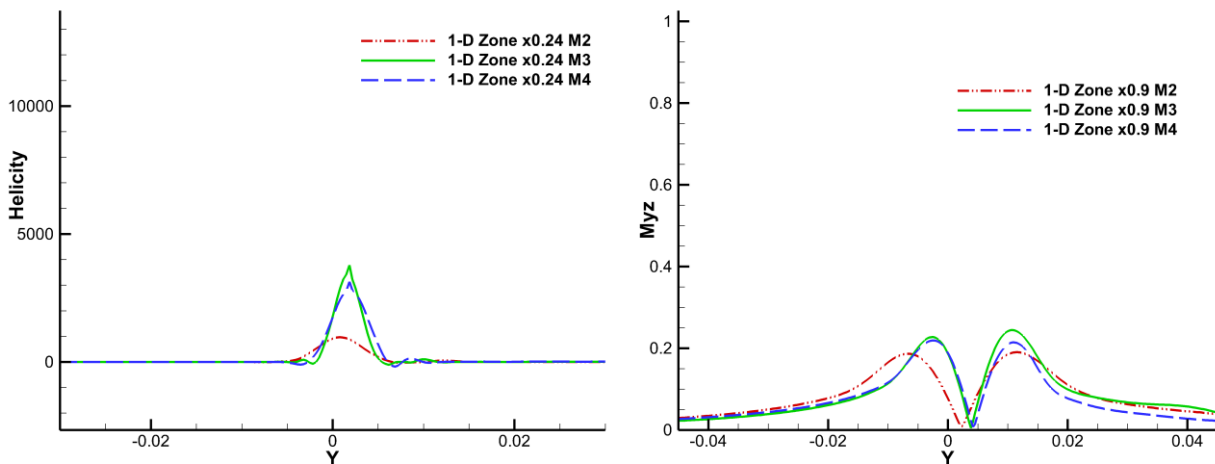 1-D Zone x0.24 M2
1-D Zone x0.24 M3
1-D Zone x0.24 M4
10000
5000
0
Helicity
-0.02
0
0.02
Y
1
0.8
0.6
0.4
0.2
0
Myz
1-D Zone x0.9 M2
1-D Zone x0.9 M3
1-D Zone x0.9 M4
-0.04
-0.02
0
0.02
0.04
Y